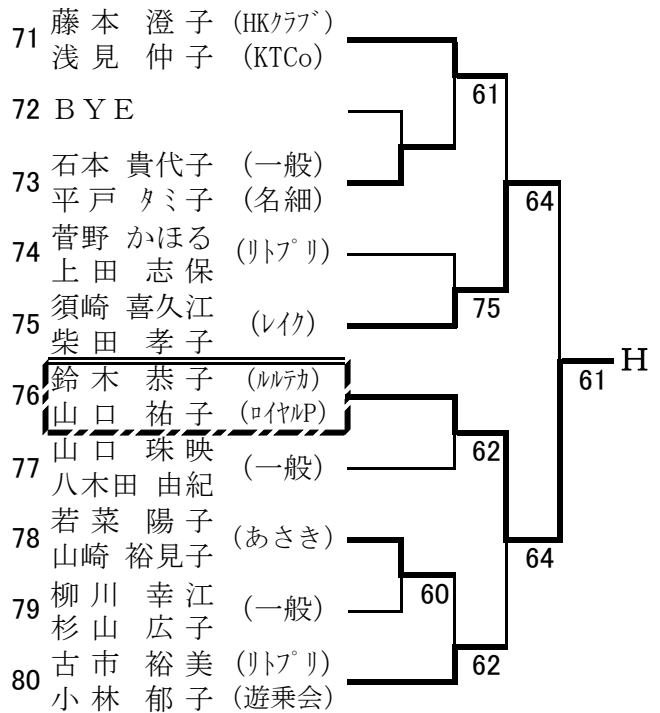 藤本 澄子 (HKクラブ)
71
浅見 仲子 (KTCo)
61
72 BYE
石本 貴代子 (一般)
73
64
平戸 タミ子 (名細)
菅野 かほる
74 (リトプリ)
上田 志保
須崎 喜久江
75 (レイク)
75
柴田 孝子
61 H
鈴木 恭子 (ルルテカ)
76
山口 祐子 (ロイヤルP)
62
山口 珠映
77 (一般)
八木田 由紀
若菜 陽子
78 (あさき)
山崎 裕見子
64
60
柳川 幸江
79 (一般)
杉山 広子
62
古市 裕美 (リトプリ)
80
小林 郁子 (遊乗会)